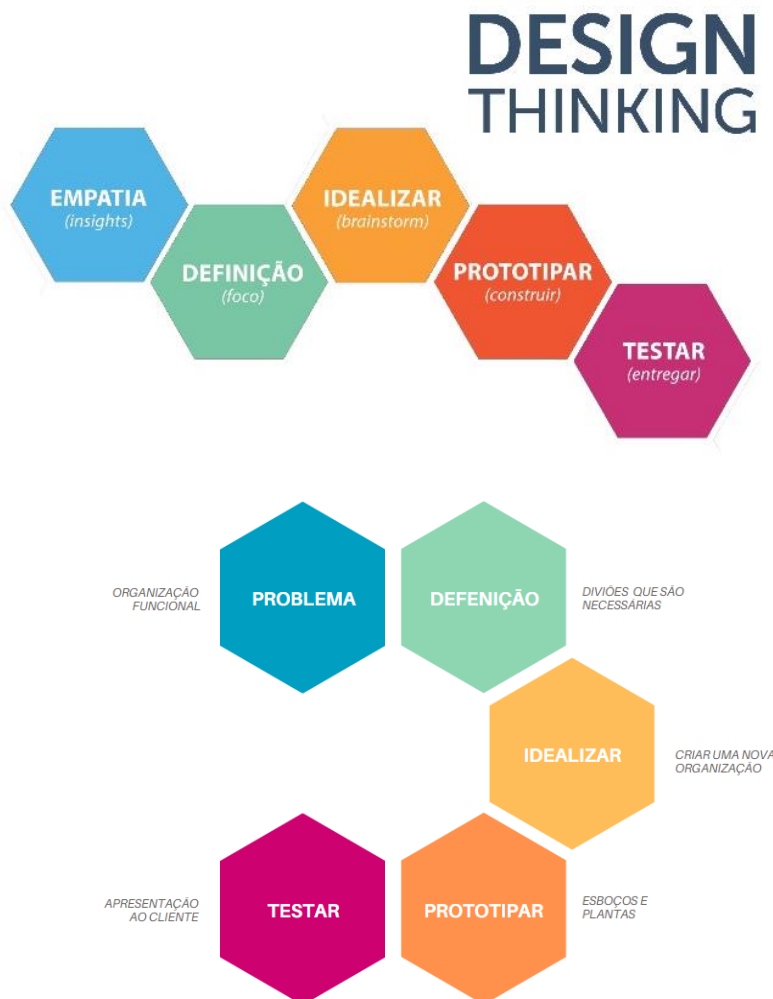 DESIGN
THINKING
EMPATIA
(insights)
DEFINIÇÃO
(foco)
IDEALIZAR
(brainstorm)
PROTOTIPAR
(construir)
TESTAR
(entregar)
ORGANIZAÇÃO
FUNCIONAL
PROBLEMA
DEFENIÇÃO
DIVIÕES QUE SÃO
NECESSÁRIAS
IDEALIZAR
CRIAR UMA NOVA
ORGANIZAÇÃO
APRESENTAÇÃO
AO CLIENTE
TESTAR
PROTOTIPAR
ESBOÇOS E
PLANTAS